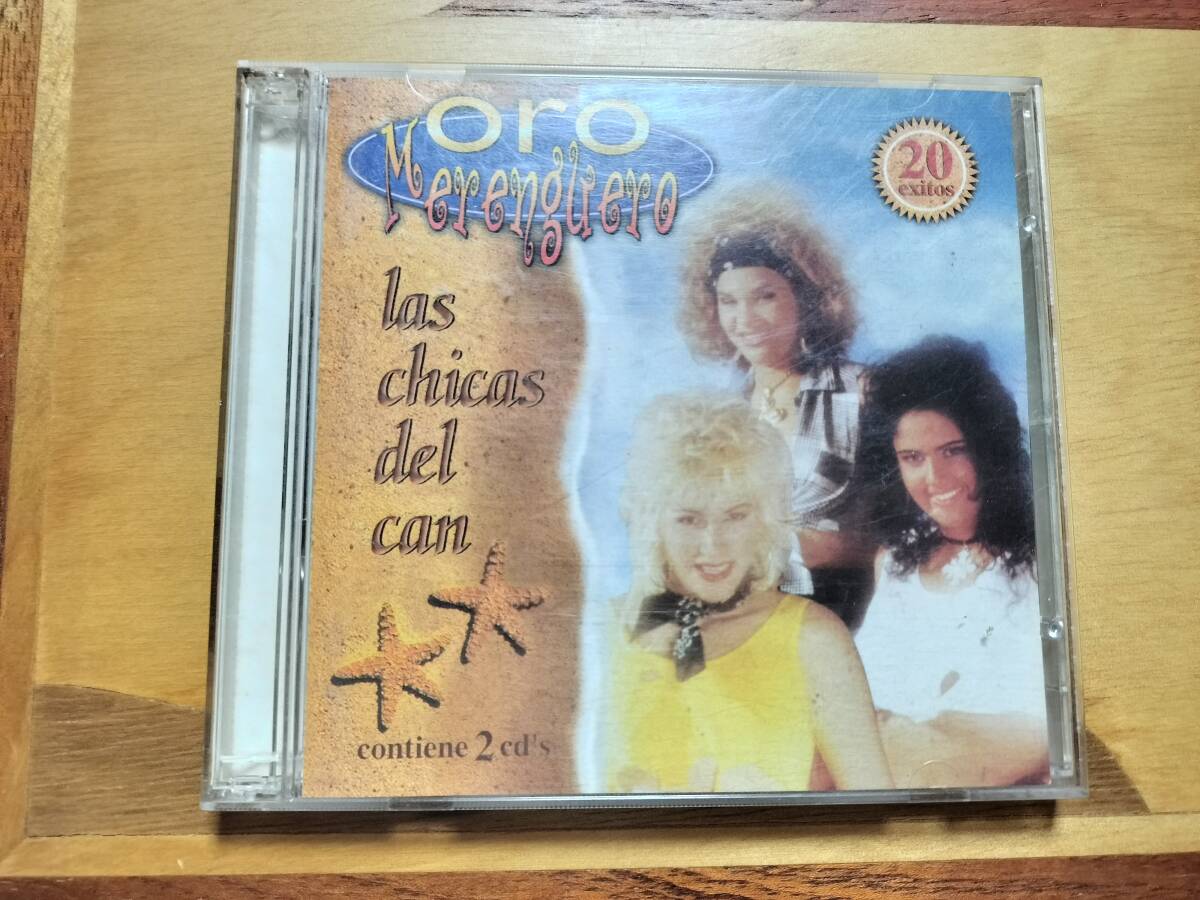 oro
Merenguero
20
exitos
las
chicas
del
can
contiene 2 cd's